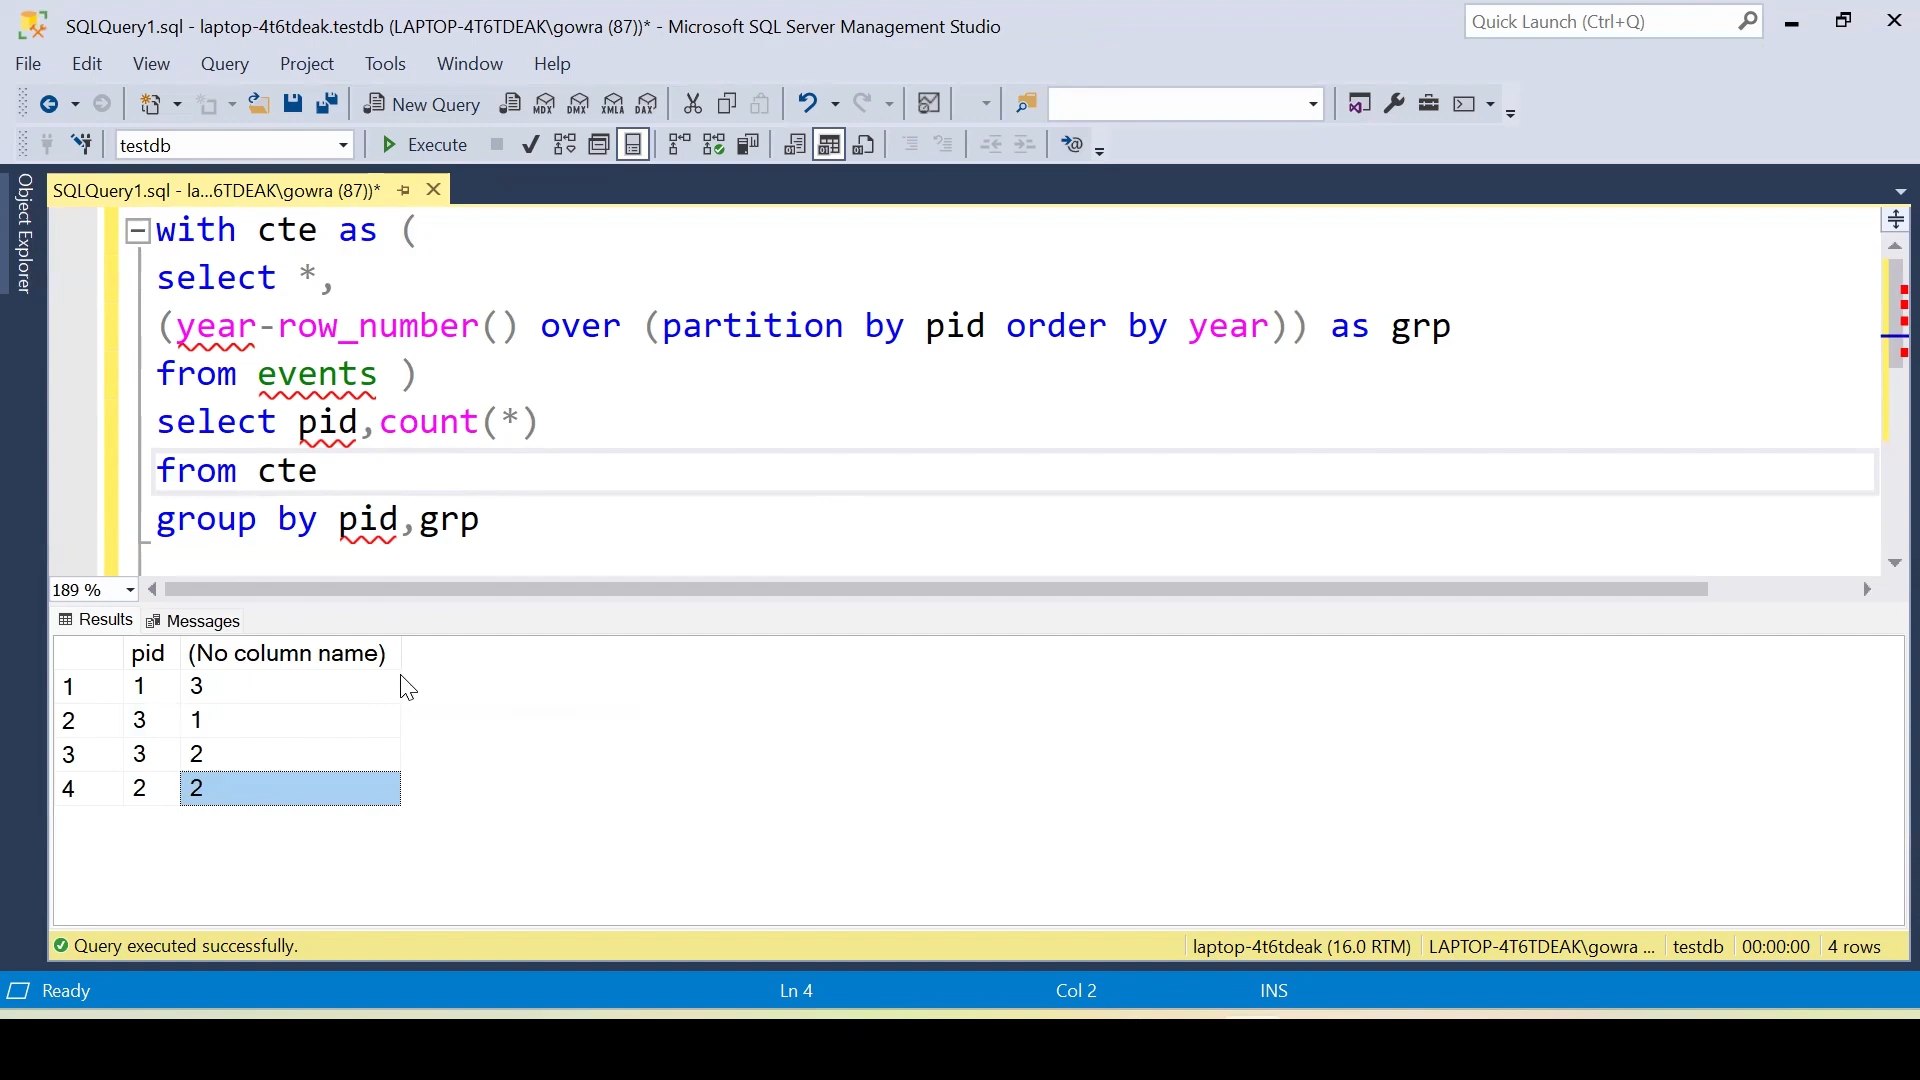 SQLQuery1.sql - laptop-4t6tdeak.testdb (LAPTOP-4T6TDEAK\gowra (87))* - Microsoft SQL Server Management Studio
Quick Launch (Ctrl+Q)
File Edit View Query Project Tools Window Help
New Query MDX DMX XMLA DAX
testdb Execute
Object Explorer
SQLQuery1.sql - la...6TDEAK\gowra (87))*
with cte as (
select *,
(year-row_number() over (partition by pid order by year)) as grp
from events )
select pid,count(*)
from cte
group by pid,grp
189 %
Results Messages
pid (No column name)
1 1 3
2 3 1
3 3 2
4 2 2
Query executed successfully. laptop-4t6tdeak (16.0 RTM) LAPTOP-4T6TDEAK\gowra ... testdb 00:00:00 4 rows
Ready Ln 4 Col 2 INS